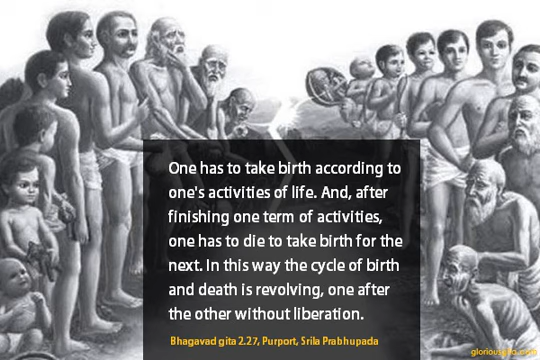 One has to take birth according to
one's activities of life. And, after
finishing one term of activities,
one has to die to take birth for the
next. In this way the cycle of birth
and death is revolving, one after
the other without liberation.
Bhagavad gita 2.27, Purport, Srila Prabhupada